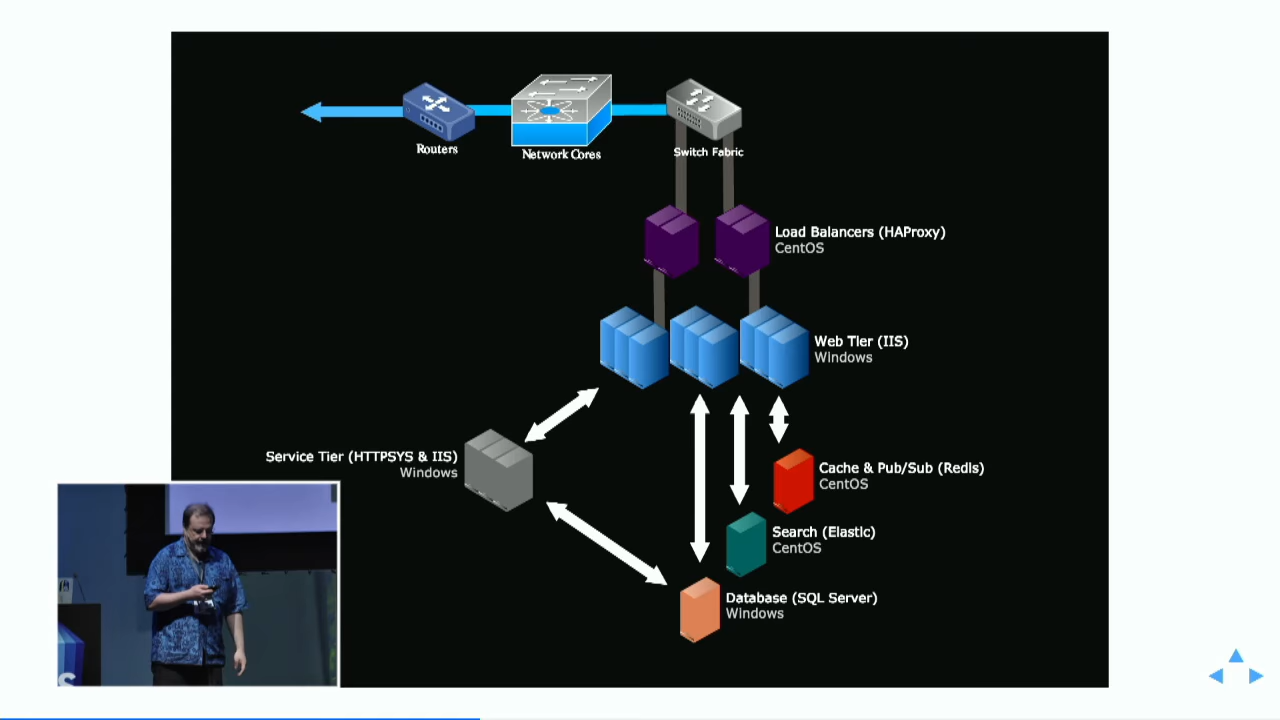 Routers
Network Cores
Switch Fabric
Load Balancers (HAProxy)
CentOS
Web Tier (IIS)
Windows
Service Tier (HTTPSYS & IIS)
Windows
Cache & Pub/Sub (Redis)
CentOS
Search (Elastic)
CentOS
Database (SQL Server)
Windows
S